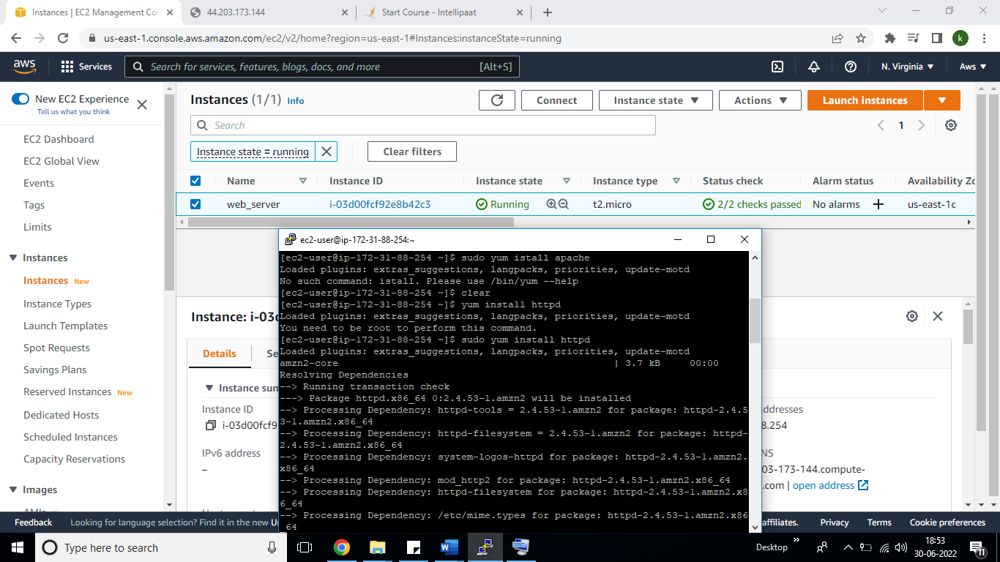 Instances | EC2 Management Con
44.203.173.144
Start Course - Intellipaat
us-east-1.console.aws.amazon.com/ec2/v2/home?region=us-east-1#Instances:instanceState=running
k
aws
Services
Search for services, features, blogs, docs, and more
[Alt+S]
N. Virginia
Aws
New EC2 Experience
Tell us what you think
EC2 Dashboard
EC2 Global View
Events
Tags
Limits
Instances
Instances New
Instance Types
Launch Templates
Spot Requests
Savings Plans
Reserved Instances New
Dedicated Hosts
Scheduled Instances
Capacity Reservations
Images
Instances (1/1) Info
Connect
Instance state
Actions
Launch instances
Search
1
Instance state = running
Clear filters
Name
Instance ID
Instance state
Instance type
Status check
Alarm status
Availability Zo
web_server
i-03d00fcf92e8b42c3
Running
t2.micro
2/2 checks passed
No alarms
us-east-1c
Instance: i-03d
Details
Se
Instance sum
Instance ID
i-03d00fcf9
IPv6 address
–
ddresses
8.254
NS
03-173-144.compute-
.com | open address
ec2-user@ip-172-31-88-254:~
[ec2-user@ip-172-31-88-254 ~]$ sudo yum istall apache
Loaded plugins: extras_suggestions, langpacks, priorities, update-motd
No such command: istall. Please use /bin/yum --help
[ec2-user@ip-172-31-88-254 ~]$ clear
[ec2-user@ip-172-31-88-254 ~]$ yum install httpd
Loaded plugins: extras_suggestions, langpacks, priorities, update-motd
You need to be root to perform this command.
[ec2-user@ip-172-31-88-254 ~]$ sudo yum install httpd
Loaded plugins: extras_suggestions, langpacks, priorities, update-motd
amzn2-core | 3.7 kB 00:00
Resolving Dependencies
--> Running transaction check
---> Package httpd.x86_64 0:2.4.53-1.amzn2 will be installed
--> Processing Dependency: httpd-tools = 2.4.53-1.amzn2 for package: httpd-2.4.5
3-1.amzn2.x86_64
--> Processing Dependency: httpd-filesystem = 2.4.53-1.amzn2 for package: httpd-
2.4.53-1.amzn2.x86_64
--> Processing Dependency: system-logos-httpd for package: httpd-2.4.53-1.amzn2.
x86_64
--> Processing Dependency: mod_http2 for package: httpd-2.4.53-1.amzn2.x86_64
--> Processing Dependency: httpd-filesystem for package: httpd-2.4.53-1.amzn2.x8
6_64
--> Processing Dependency: /etc/mime.types for package: httpd-2.4.53-1.amzn2.x86
_64
Feedback
Looking for language selection? Find it in the new Un
affiliates.
Privacy
Terms
Cookie preferences
Type here to search
Desktop
18:53
30-06-2022
11